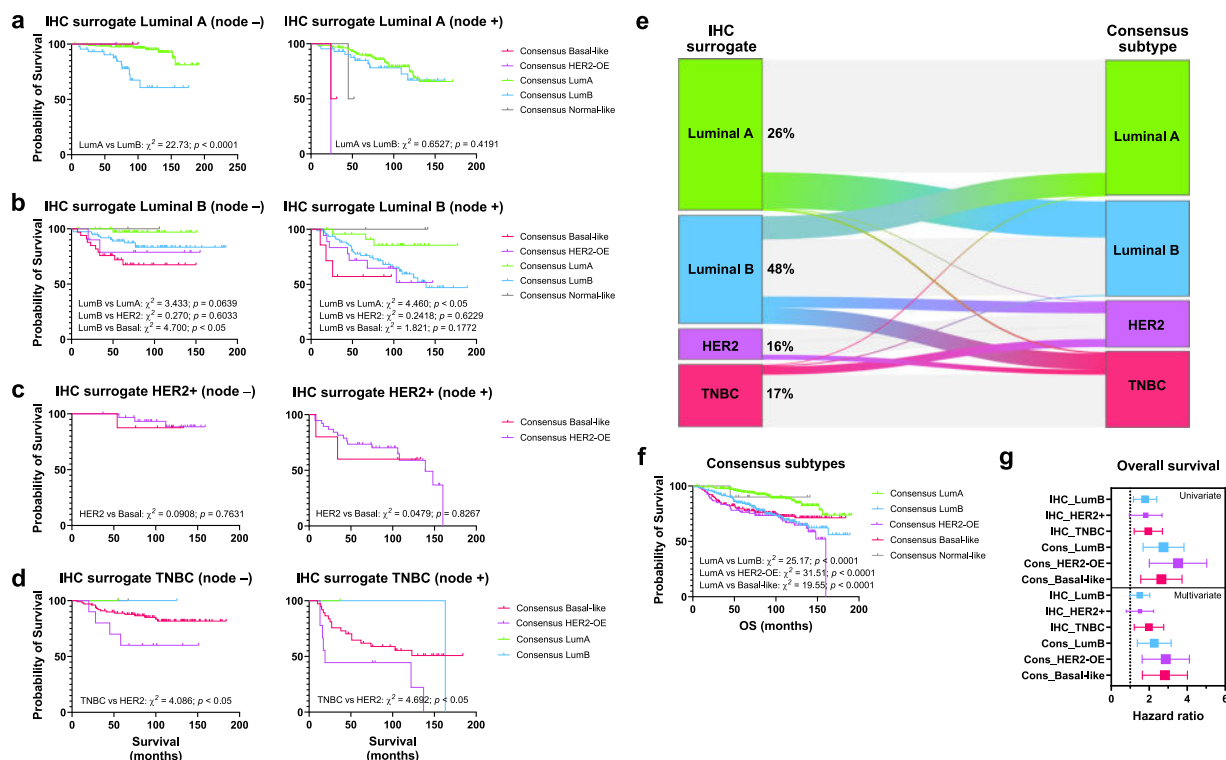 a
IHC surrogate Luminal A (node –)
Probability of Survival
100
50
0
0 50 100 150 200 250
LumA vs LumB: χ² = 22.73; p < 0.0001
IHC surrogate Luminal A (node +)
100
50
0
0 50 100 150 200
LumA vs LumB: χ² = 0.6527; p = 0.4191
Consensus Basal-like
Consensus HER2-OE
Consensus LumA
Consensus LumB
Consensus Normal-like
b
IHC surrogate Luminal B (node –)
Probability of Survival
100
50
0
0 50 100 150 200
LumB vs LumA: χ² = 3.433; p = 0.0639
LumB vs HER2: χ² = 0.270; p = 0.6033
LumB vs Basal: χ² = 4.700; p < 0.05
IHC surrogate Luminal B (node +)
100
50
0
0 50 100 150 200
LumB vs LumA: χ² = 4.460; p < 0.05
LumB vs HER2: χ² = 0.2418; p = 0.6229
LumB vs Basal: χ² = 1.821; p = 0.1772
Consensus Basal-like
Consensus HER2-OE
Consensus LumA
Consensus LumB
Consensus Normal-like
c
IHC surrogate HER2+ (node –)
Probability of Survival
100
50
0
0 50 100 150 200
HER2 vs Basal: χ² = 0.0908; p = 0.7631
IHC surrogate HER2+ (node +)
100
50
0
0 50 100 150 200
HER2 vs Basal: χ² = 0.0479; p = 0.8267
Consensus Basal-like
Consensus HER2-OE
d
IHC surrogate TNBC (node –)
Probability of Survival
100
50
0
0 50 100 150 200
TNBC vs HER2: χ² = 4.086; p < 0.05
Survival
(months)
IHC surrogate TNBC (node +)
100
50
0
0 50 100 150 200
TNBC vs HER2: χ² = 4.692; p < 0.05
Survival
(months)
Consensus Basal-like
Consensus HER2-OE
Consensus LumA
Consensus LumB
e
IHC
surrogate
Consensus
subtype
Luminal A
26%
Luminal A
Luminal B
48%
Luminal B
HER2
16%
HER2
TNBC
17%
TNBC
f
Consensus subtypes
Probability of Survival
100
50
0
0 50 100 150 200
OS (months)
LumA vs LumB: χ² = 25.17; p < 0.0001
LumA vs HER2-OE: χ² = 31.51; p < 0.0001
LumA vs Basal-like: χ² = 19.55; p < 0.0001
Consensus LumA
Consensus LumB
Consensus HER2-OE
Consensus Basal-like
Consensus Normal-like
g
Overall survival
Univariate
IHC_LumB
IHC_HER2+
IHC_TNBC
Cons_LumB
Cons_HER2-OE
Cons_Basal-like
Multivariate
IHC_LumB
IHC_HER2+
IHC_TNBC
Cons_LumB
Cons_HER2-OE
Cons_Basal-like
0 2 4 6
Hazard ratio